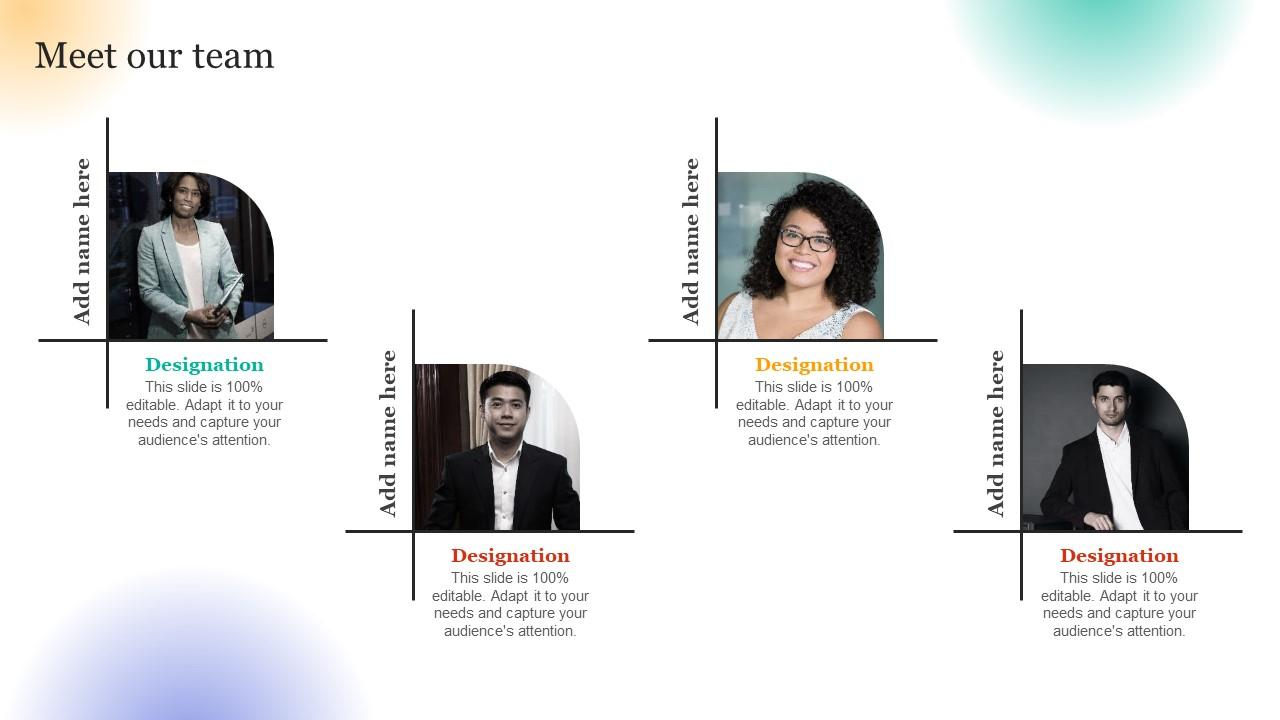 Meet our team
Add name here
Designation
This slide is 100%
editable. Adapt it to your
needs and capture your
audience's attention.
Add name here
Designation
This slide is 100%
editable. Adapt it to your
needs and capture your
audience's attention.
Add name here
Designation
This slide is 100%
editable. Adapt it to your
needs and capture your
audience's attention.
Add name here
Designation
This slide is 100%
editable. Adapt it to your
needs and capture your
audience's attention.